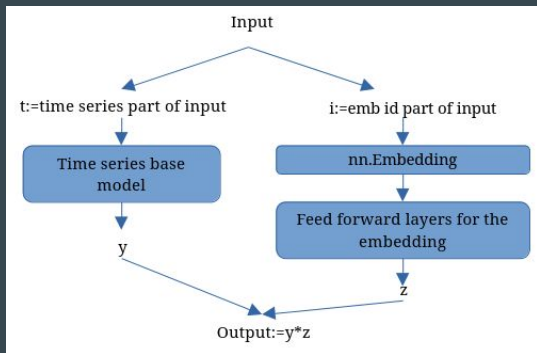 Input
t:=time series part of input
i:=emb id part of input
Time series base
model
nn.Embedding
Feed forward layers for the
embedding
y
z
Output:=y*z